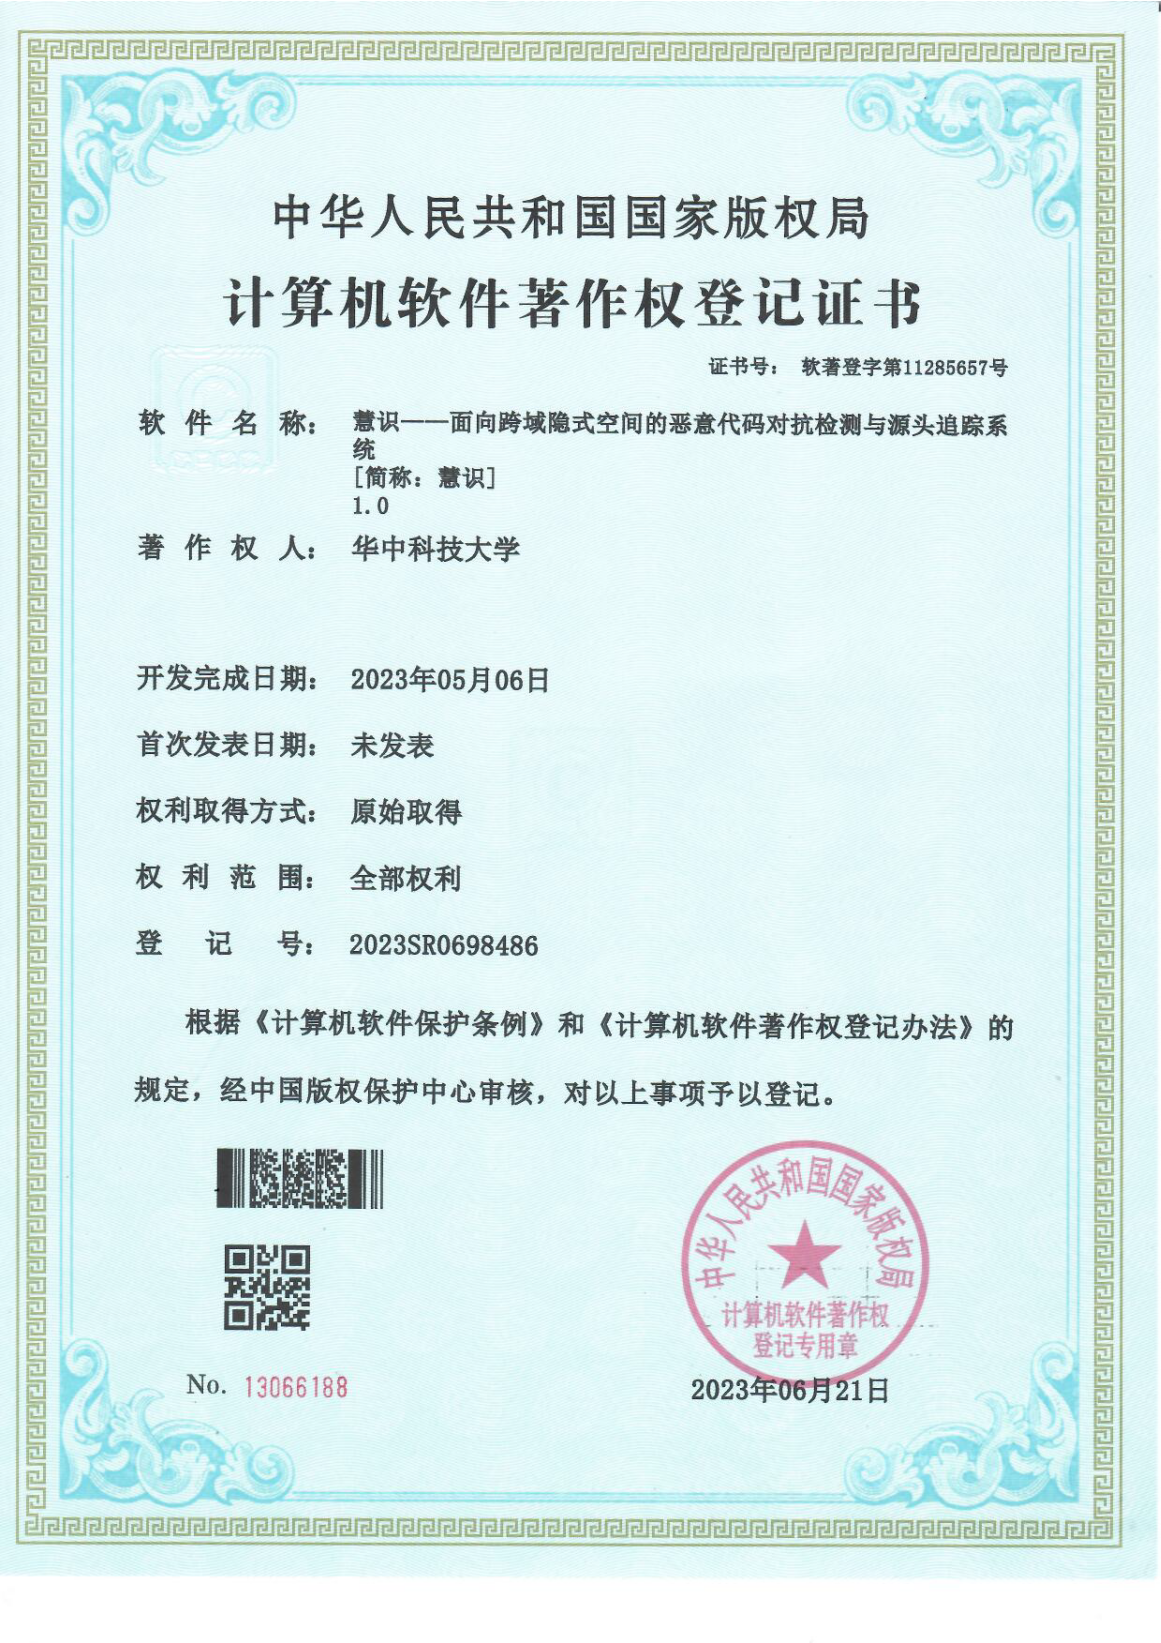 中华人民共和国国家版权局
计算机软件著作权登记证书
证书号： 软著登字第11285657号
软件名称： 慧识——面向跨域隐式空间的恶意代码对抗检测与源头追踪系
统
[简称：慧识]
1.0
著作权人： 华中科技大学
开发完成日期： 2023年05月06日
首次发表日期： 未发表
权利取得方式： 原始取得
权利范围： 全部权利
登记号： 2023SR0698486
根据《计算机软件保护条例》和《计算机软件著作权登记办法》的
规定，经中国版权保护中心审核，对以上事项予以登记。
中华人民共和国国家版权局
计算机软件著作权
登记专用章
No. 13066188
2023年06月21日